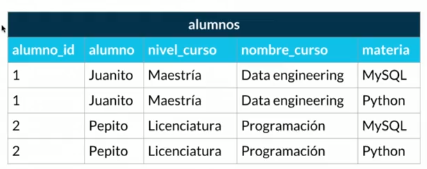 alumnos
alumno_id alumno nivel_curso nombre_curso materia
1 Juanito Maestría Data engineering MySQL
1 Juanito Maestría Data engineering Python
2 Pepito Licenciatura Programación MySQL
2 Pepito Licenciatura Programación Python